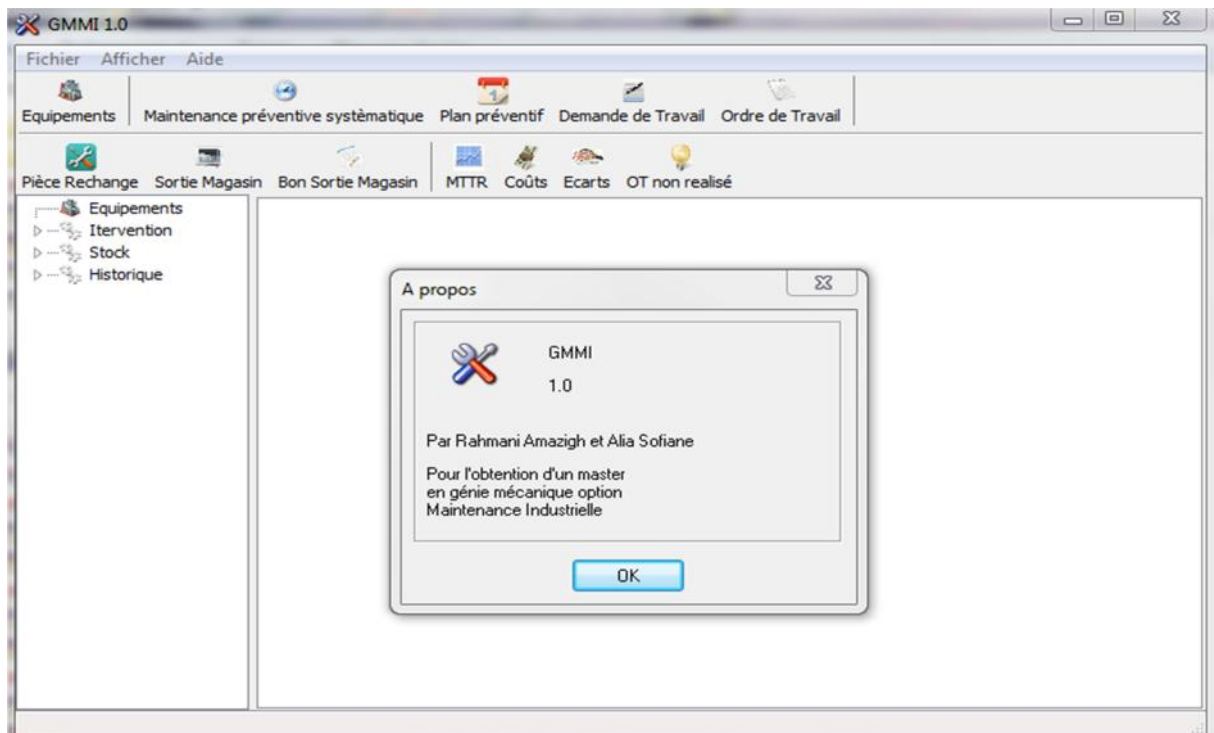 GMMI 1.0
Fichier Afficher Aide
Equipements Maintenance préventive systèmatique Plan préventif Demande de Travail Ordre de Travail
Pièce Rechange Sortie Magasin Bon Sortie Magasin MTTR Coûts Ecarts OT non realisé
Equipements
Itervention
Stock
Historique
A propos
GMMI
1.0
Par Rahmani Amazigh et Alia Sofiane
Pour l'obtention d'un master
en génie mécanique option
Maintenance Industrielle
OK